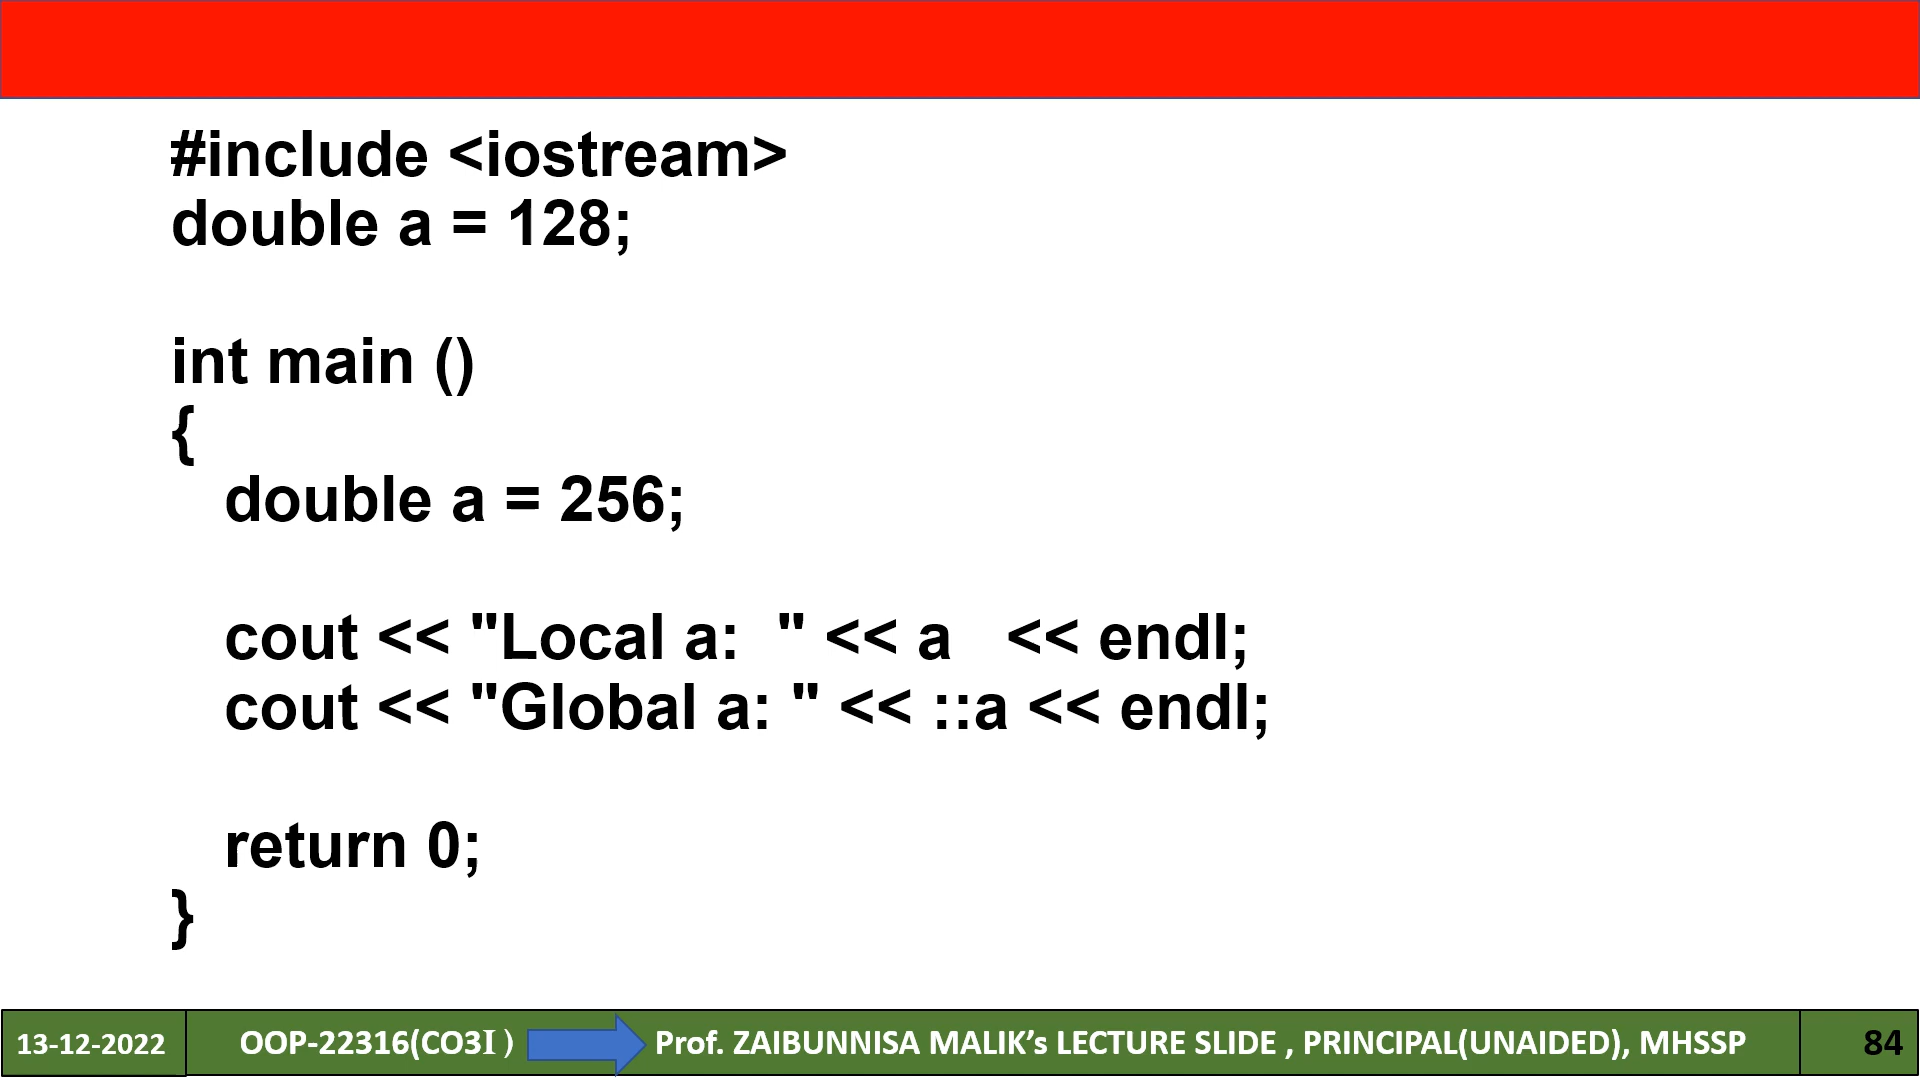 #include <iostream>
double a = 128;
int main ()
{
double a = 256;
cout << "Local a:  " << a   << endl;
cout << "Global a: " << ::a << endl;
return 0;
}
13-12-2022 OOP-22316(CO3I ) Prof. ZAIBUNNISA MALIK’s LECTURE SLIDE , PRINCIPAL(UNAIDED), MHSSP 84